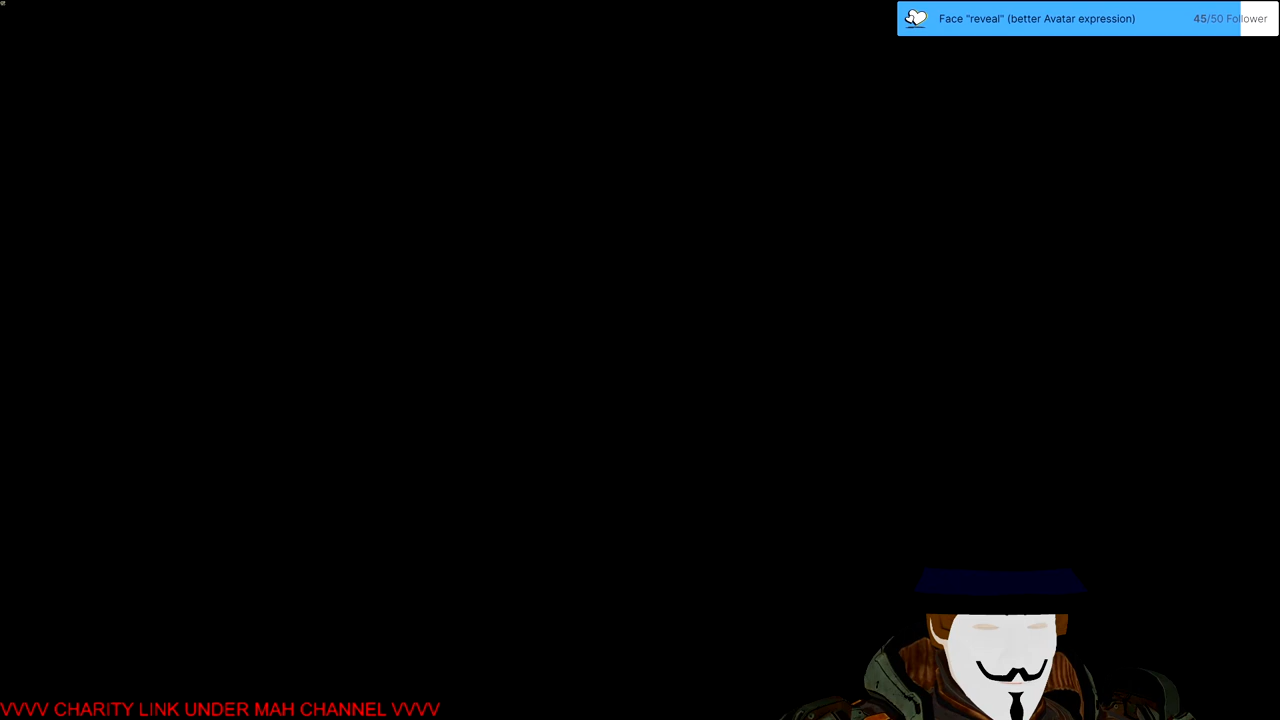 Face "reveal" (better Avatar expression) 45/50 Follower
VVVV CHARITY LINK UNDER MAH CHANNEL VVVV